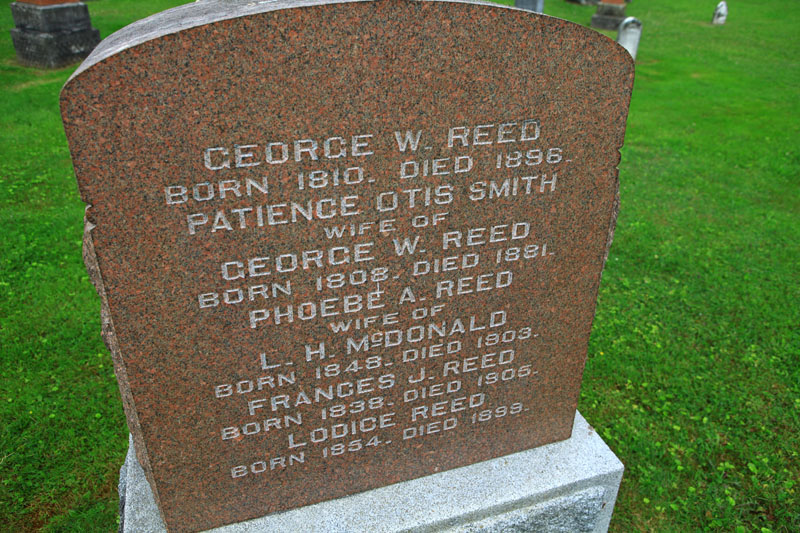 GEORGE W. REED
BORN 1810. DIED 1896.
PATIENCE OTIS SMITH
WIFE OF
GEORGE W. REED
BORN 1808. DIED 1881.
PHOEBE A. REED
WIFE OF
L. H. McDONALD
BORN 1848. DIED 1903.
FRANCES J. REED
BORN 1838. DIED 1905.
LODICE REED
BORN 1854. DIED 1899.